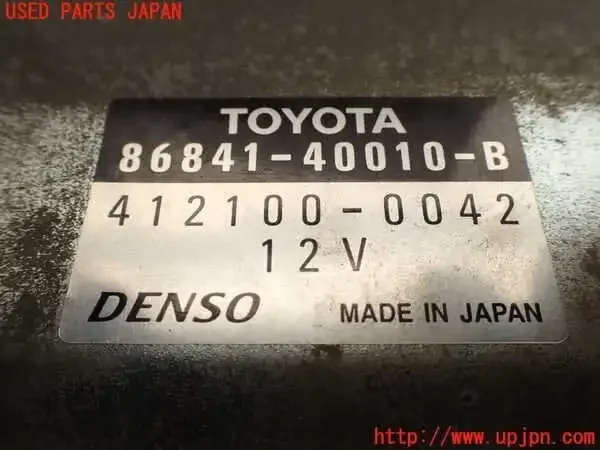 USED PARTS JAPAN
TOYOTA
86841-40010-B
412100-0042
12V
DENSO
MADE IN JAPAN
http://www.upjpn.com/